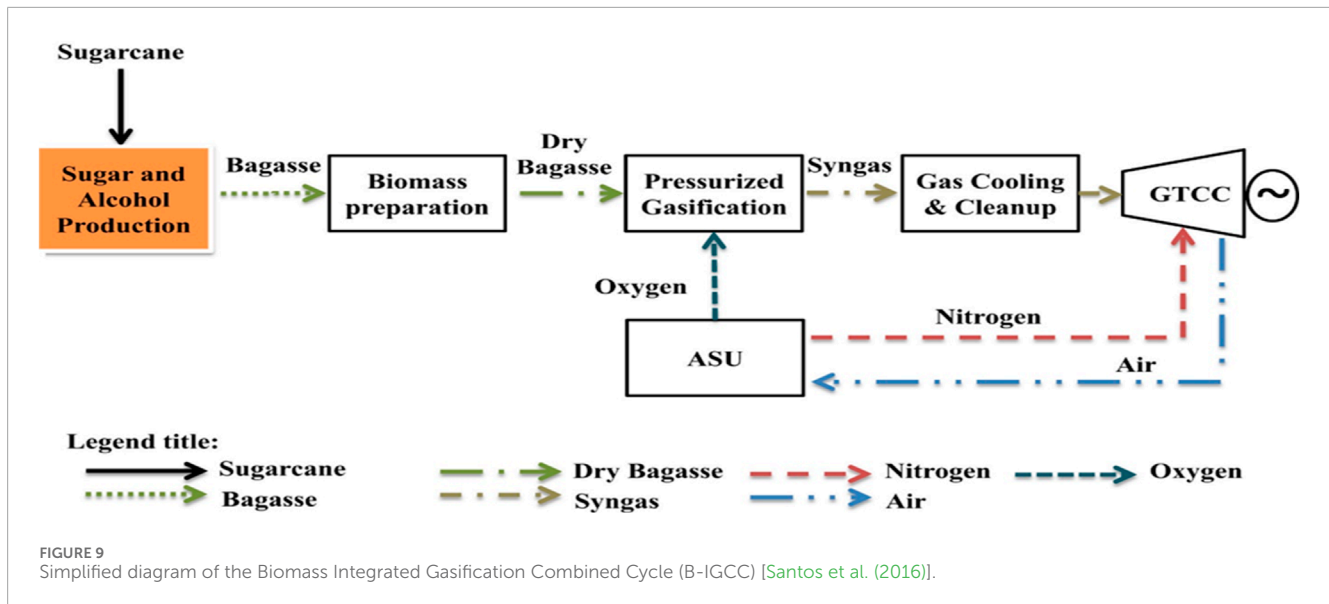 Sugarcane
Sugar and
Alcohol
Production
Bagasse
Biomass
preparation
Dry
Bagasse
Pressurized
Gasification
Syngas
Gas Cooling
& Cleanup
GTCC
~
Oxygen
ASU
Nitrogen
Air
Legend title:
Sugarcane
Dry Bagasse
Nitrogen
Oxygen
Bagasse
Syngas
Air
FIGURE 9
Simplified diagram of the Biomass Integrated Gasification Combined Cycle (B-IGCC) [Santos et al. (2016)].